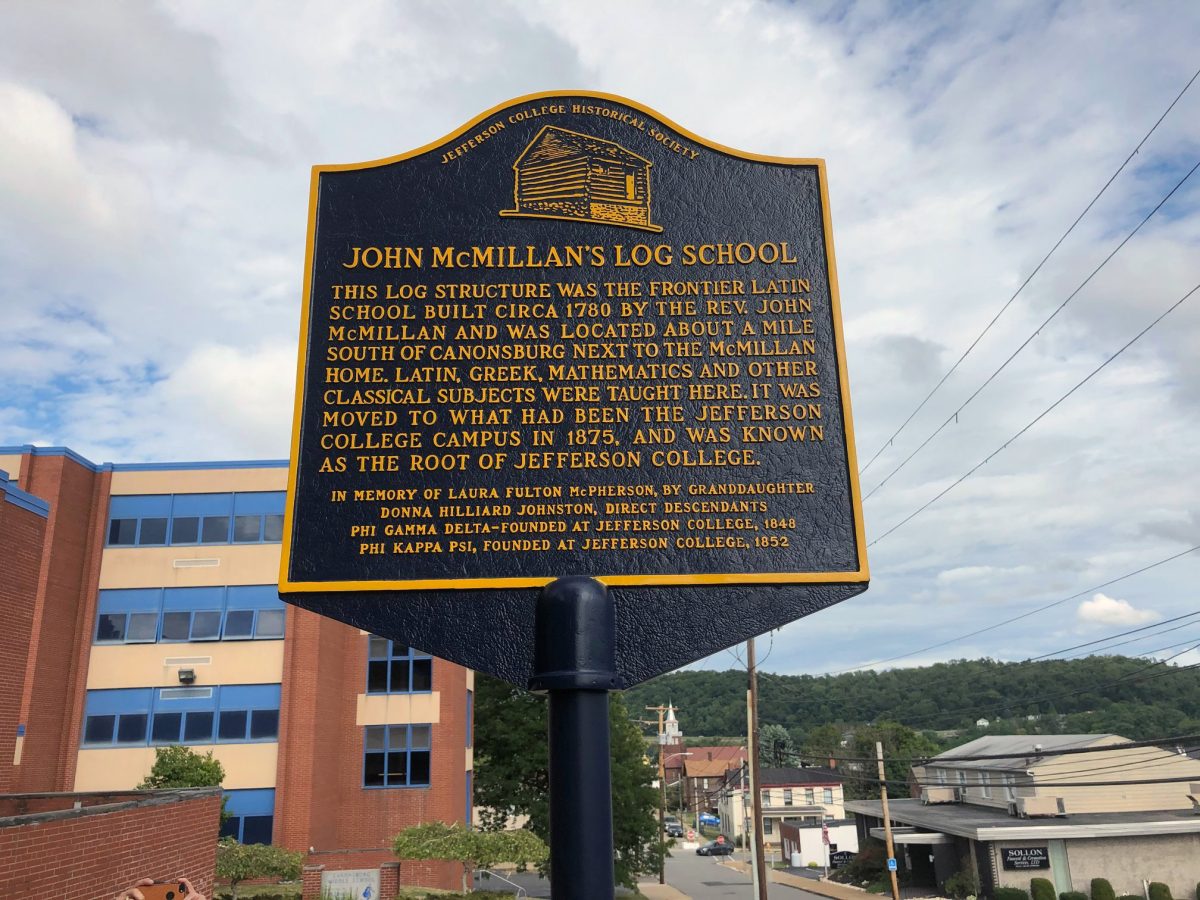 JEFFERSON COLLEGE HISTORICAL SOCIETY
JOHN McMILLAN'S LOG SCHOOL
THIS LOG STRUCTURE WAS THE FRONTIER LATIN
SCHOOL BUILT CIRCA 1780 BY THE REV. JOHN
McMILLAN AND WAS LOCATED ABOUT A MILE
SOUTH OF CANONSBURG NEXT TO THE McMILLAN
HOME. LATIN, GREEK, MATHEMATICS AND OTHER
CLASSICAL SUBJECTS WERE TAUGHT HERE. IT WAS
MOVED TO WHAT HAD BEEN THE JEFFERSON
COLLEGE CAMPUS IN 1875, AND WAS KNOWN
AS THE ROOT OF JEFFERSON COLLEGE.
IN MEMORY OF LAURA FULTON McPHERSON, BY GRANDDAUGHTER
DONNA HILLIARD JOHNSTON, DIRECT DESCENDANTS
PHI GAMMA DELTA-FOUNDED AT JEFFERSON COLLEGE, 1848
PHI KAPPA PSI, FOUNDED AT JEFFERSON COLLEGE, 1852
SOLLON
Funeral & Cremation
Services, LTD
SOLLON